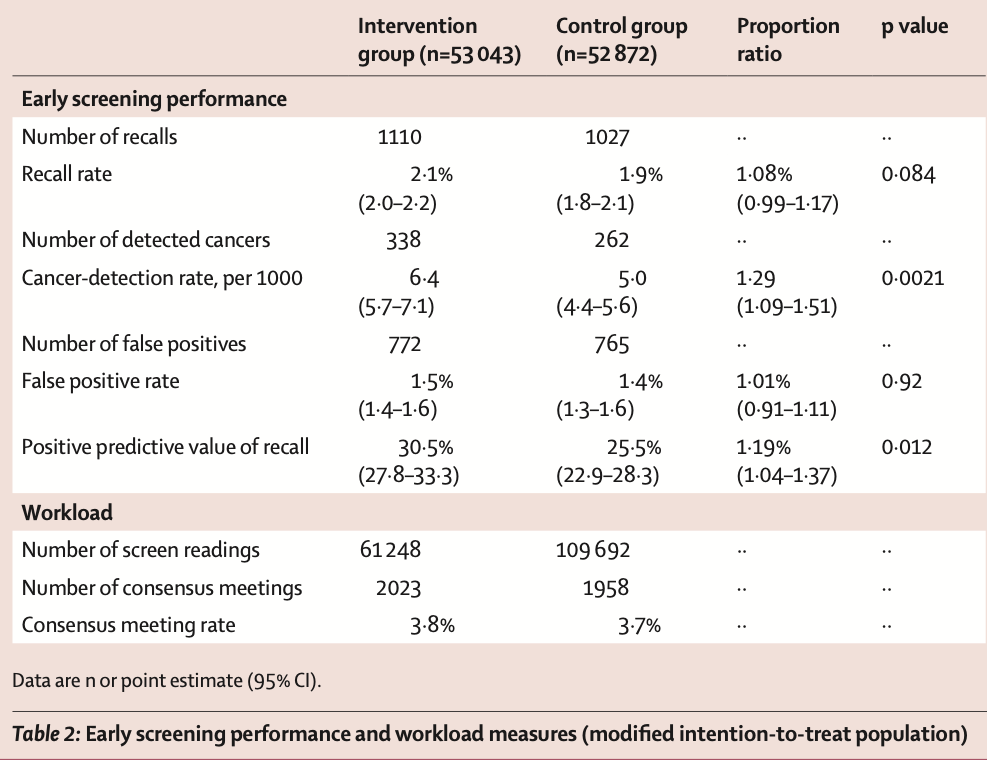 Intervention group (n=53 043) Control group (n=52 872) Proportion ratio p value
Early screening performance
Number of recalls 1110 1027 ·· ··
Recall rate 2·1% 1·9% 1·08% 0·084
(2·0–2·2) (1·8–2·1) (0·99–1·17)
Number of detected cancers 338 262 ·· ··
Cancer-detection rate, per 1000 6·4 5·0 1·29 0·0021
(5·7–7·1) (4·4–5·6) (1·09–1·51)
Number of false positives 772 765 ·· ··
False positive rate 1·5% 1·4% 1·01% 0·92
(1·4–1·6) (1·3–1·6) (0·91–1·11)
Positive predictive value of recall 30·5% 25·5% 1·19% 0·012
(27·8–33·3) (22·9–28·3) (1·04–1·37)
Workload
Number of screen readings 61 248 109 692 ·· ··
Number of consensus meetings 2023 1958 ·· ··
Consensus meeting rate 3·8% 3·7% ·· ··
Data are n or point estimate (95% CI).
Table 2: Early screening performance and workload measures (modified intention-to-treat population)